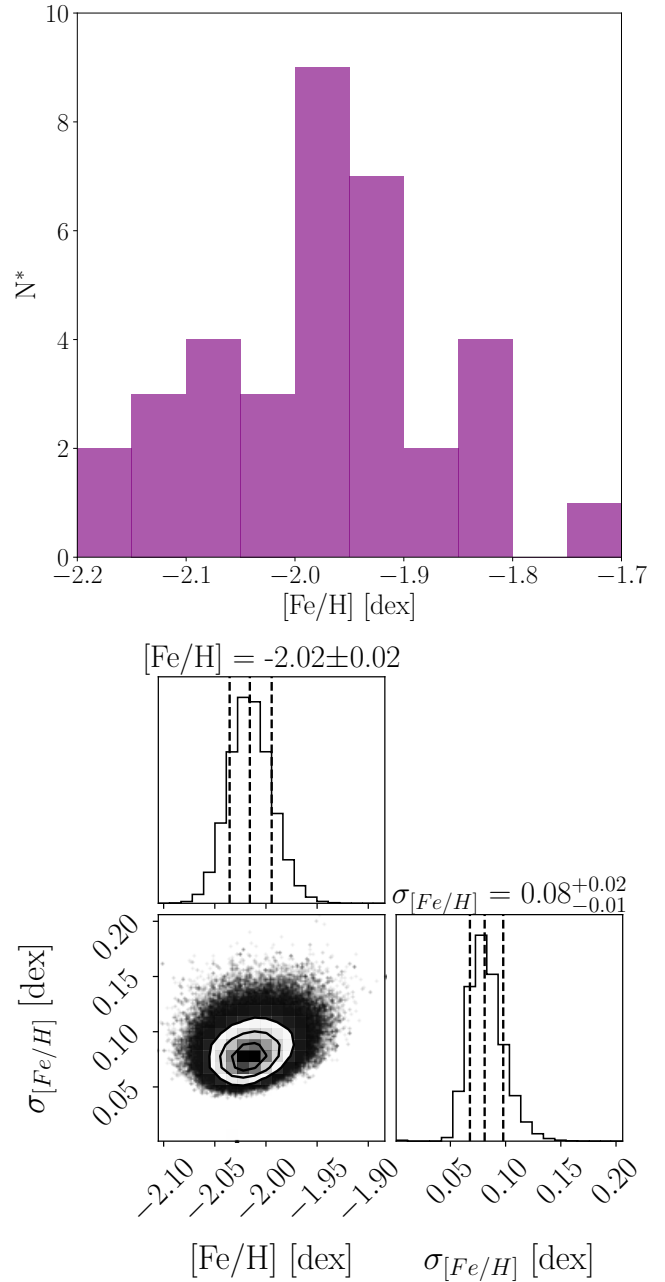 10
8
6
4
2
0
N*
−2.2 −2.1 −2.0 −1.9 −1.8 −1.7
[Fe/H] [dex]
[Fe/H] = -2.02±0.02
σ[Fe/H] = 0.08+0.02−0.01
0.20
0.15
0.10
0.05
σ[Fe/H] [dex]
−2.10 −2.05 −2.00 −1.95 −1.90
0.05 0.10 0.15 0.20
[Fe/H] [dex]
σ[Fe/H] [dex]